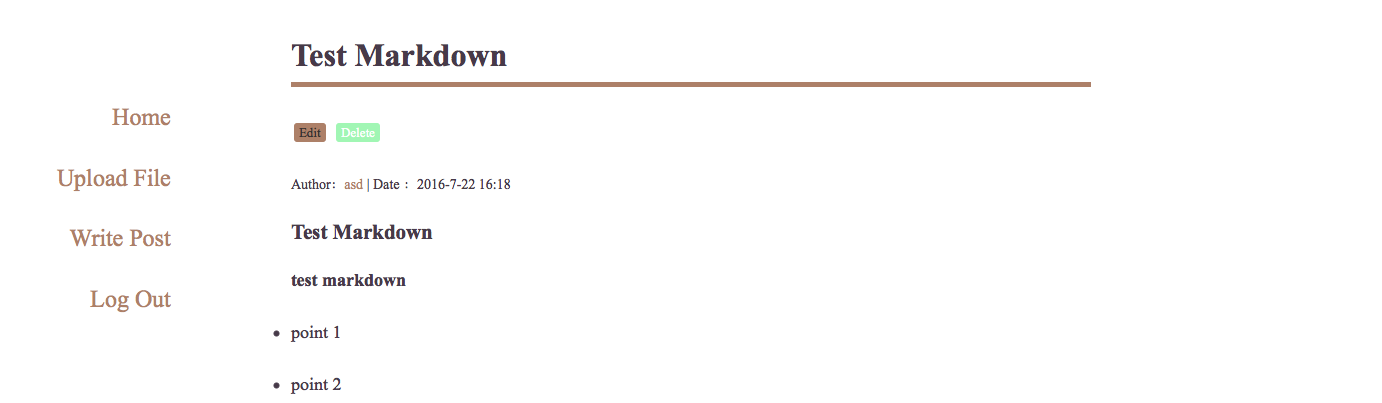 Test Markdown
Home
Upload File
Write Post
Log Out
Edit Delete
Author： asd | Date ：2016-7-22 16:18
Test Markdown
test markdown
point 1
point 2